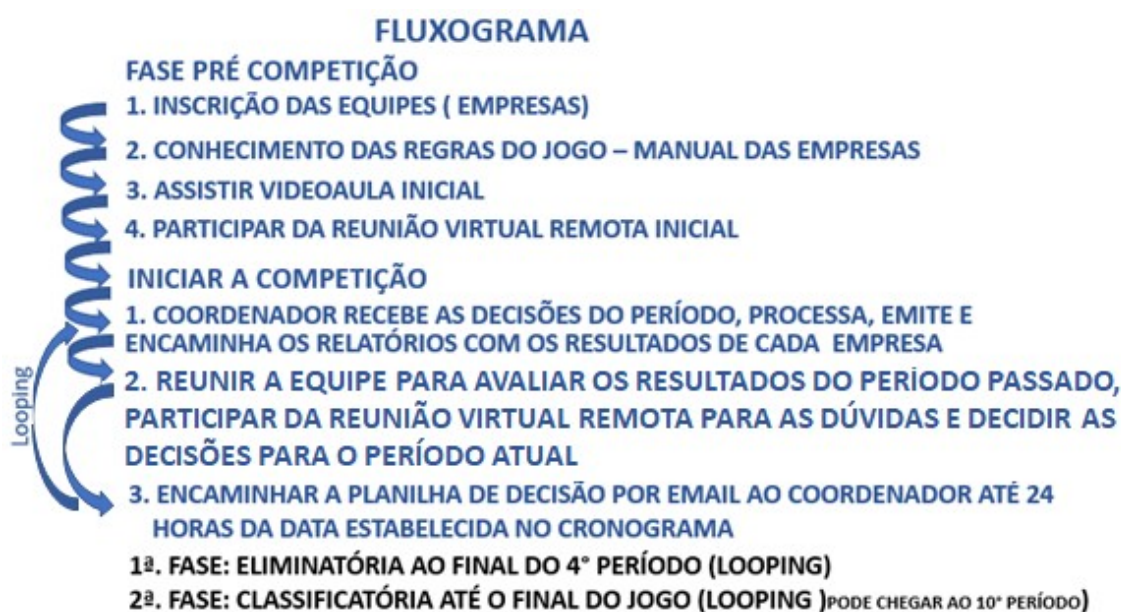 FLUXOGRAMA
FASE PRÉ COMPETIÇÃO
1. INSCRIÇÃO DAS EQUIPES ( EMPRESAS)
2. CONHECIMENTO DAS REGRAS DO JOGO – MANUAL DAS EMPRESAS
3. ASSISTIR VIDEOAULA INICIAL
4. PARTICIPAR DA REUNIÃO VIRTUAL REMOTA INICIAL
INICIAR A COMPETIÇÃO
1. COORDENADOR RECEBE AS DECISÕES DO PERÍODO, PROCESSA, EMITE E
ENCAMINHA OS RELATÓRIOS COM OS RESULTADOS DE CADA EMPRESA
Looping
2. REUNIR A EQUIPE PARA AVALIAR OS RESULTADOS DO PERÍODO PASSADO,
PARTICIPAR DA REUNIÃO VIRTUAL REMOTA PARA AS DÚVIDAS E DECIDIR AS
DECISÕES PARA O PERÍODO ATUAL
3. ENCAMINHAR A PLANILHA DE DECISÃO POR EMAIL AO COORDENADOR ATÉ 24
HORAS DA DATA ESTABELECIDA NO CRONOGRAMA
1ª. FASE: ELIMINATÓRIA AO FINAL DO 4° PERÍODO (LOOPING)
2ª. FASE: CLASSIFICATÓRIA ATÉ O FINAL DO JOGO (LOOPING )PODE CHEGAR AO 10° PERÍODO)